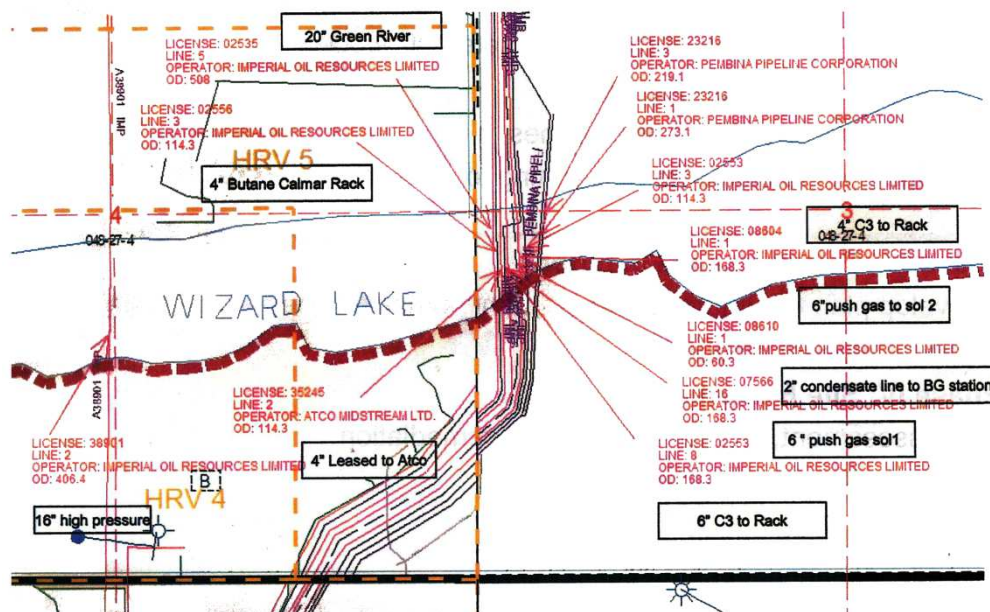 20" Green River
LICENSE: 02535
LINE: 5
OPERATOR: IMPERIAL OIL RESOURCES LIMITED
OD: 508
LICENSE: 23216
LINE: 3
OPERATOR: PEMBINA PIPELINE CORPORATION
OD: 219.1
A38901 IMP
LICENSE: 02556
LINE: 3
OPERATOR: IMPERIAL OIL RESOURCES LIMITED
OD: 114.3
LICENSE: 23216
LINE: 1
OPERATOR: PEMBINA PIPELINE CORPORATION
OD: 273.1
HRV 5
4" Butane Calmar Rack
PEMBINA PIPELI
LICENSE: 02553
LINE: 3
OPERATOR: IMPERIAL OIL RESOURCES LIMITED
OD: 114.3
4
048-27-4
3
4" C3 to Rack
048-27-4
LICENSE: 08604
LINE: 1
OPERATOR: IMPERIAL OIL RESOURCES LIMITED
OD: 168.3
WIZARD LAKE
6"push gas to sol 2
LICENSE: 08610
LINE: 1
OPERATOR: IMPERIAL OIL RESOURCES LIMITED
OD: 60.3
A38901
LICENSE: 35245
LINE: 2
OPERATOR: ATCO MIDSTREAM LTD.
OD: 114.3
LICENSE: 07566
LINE: 16
OPERATOR: IMPERIAL OIL RESOURCES LIMITED
OD: 168.3
2" condensate line to BG station
LICENSE: 38901
LINE: 2
OPERATOR: IMPERIAL OIL RESOURCES LIMITED
OD: 406.4
4" Leased to Atco
LICENSE: 02553
LINE: 8
OPERATOR: IMPERIAL OIL RESOURCES LIMITED
OD: 168.3
6 " push gas sol1
B
HRV 4
16" high pressure
6" C3 to Rack